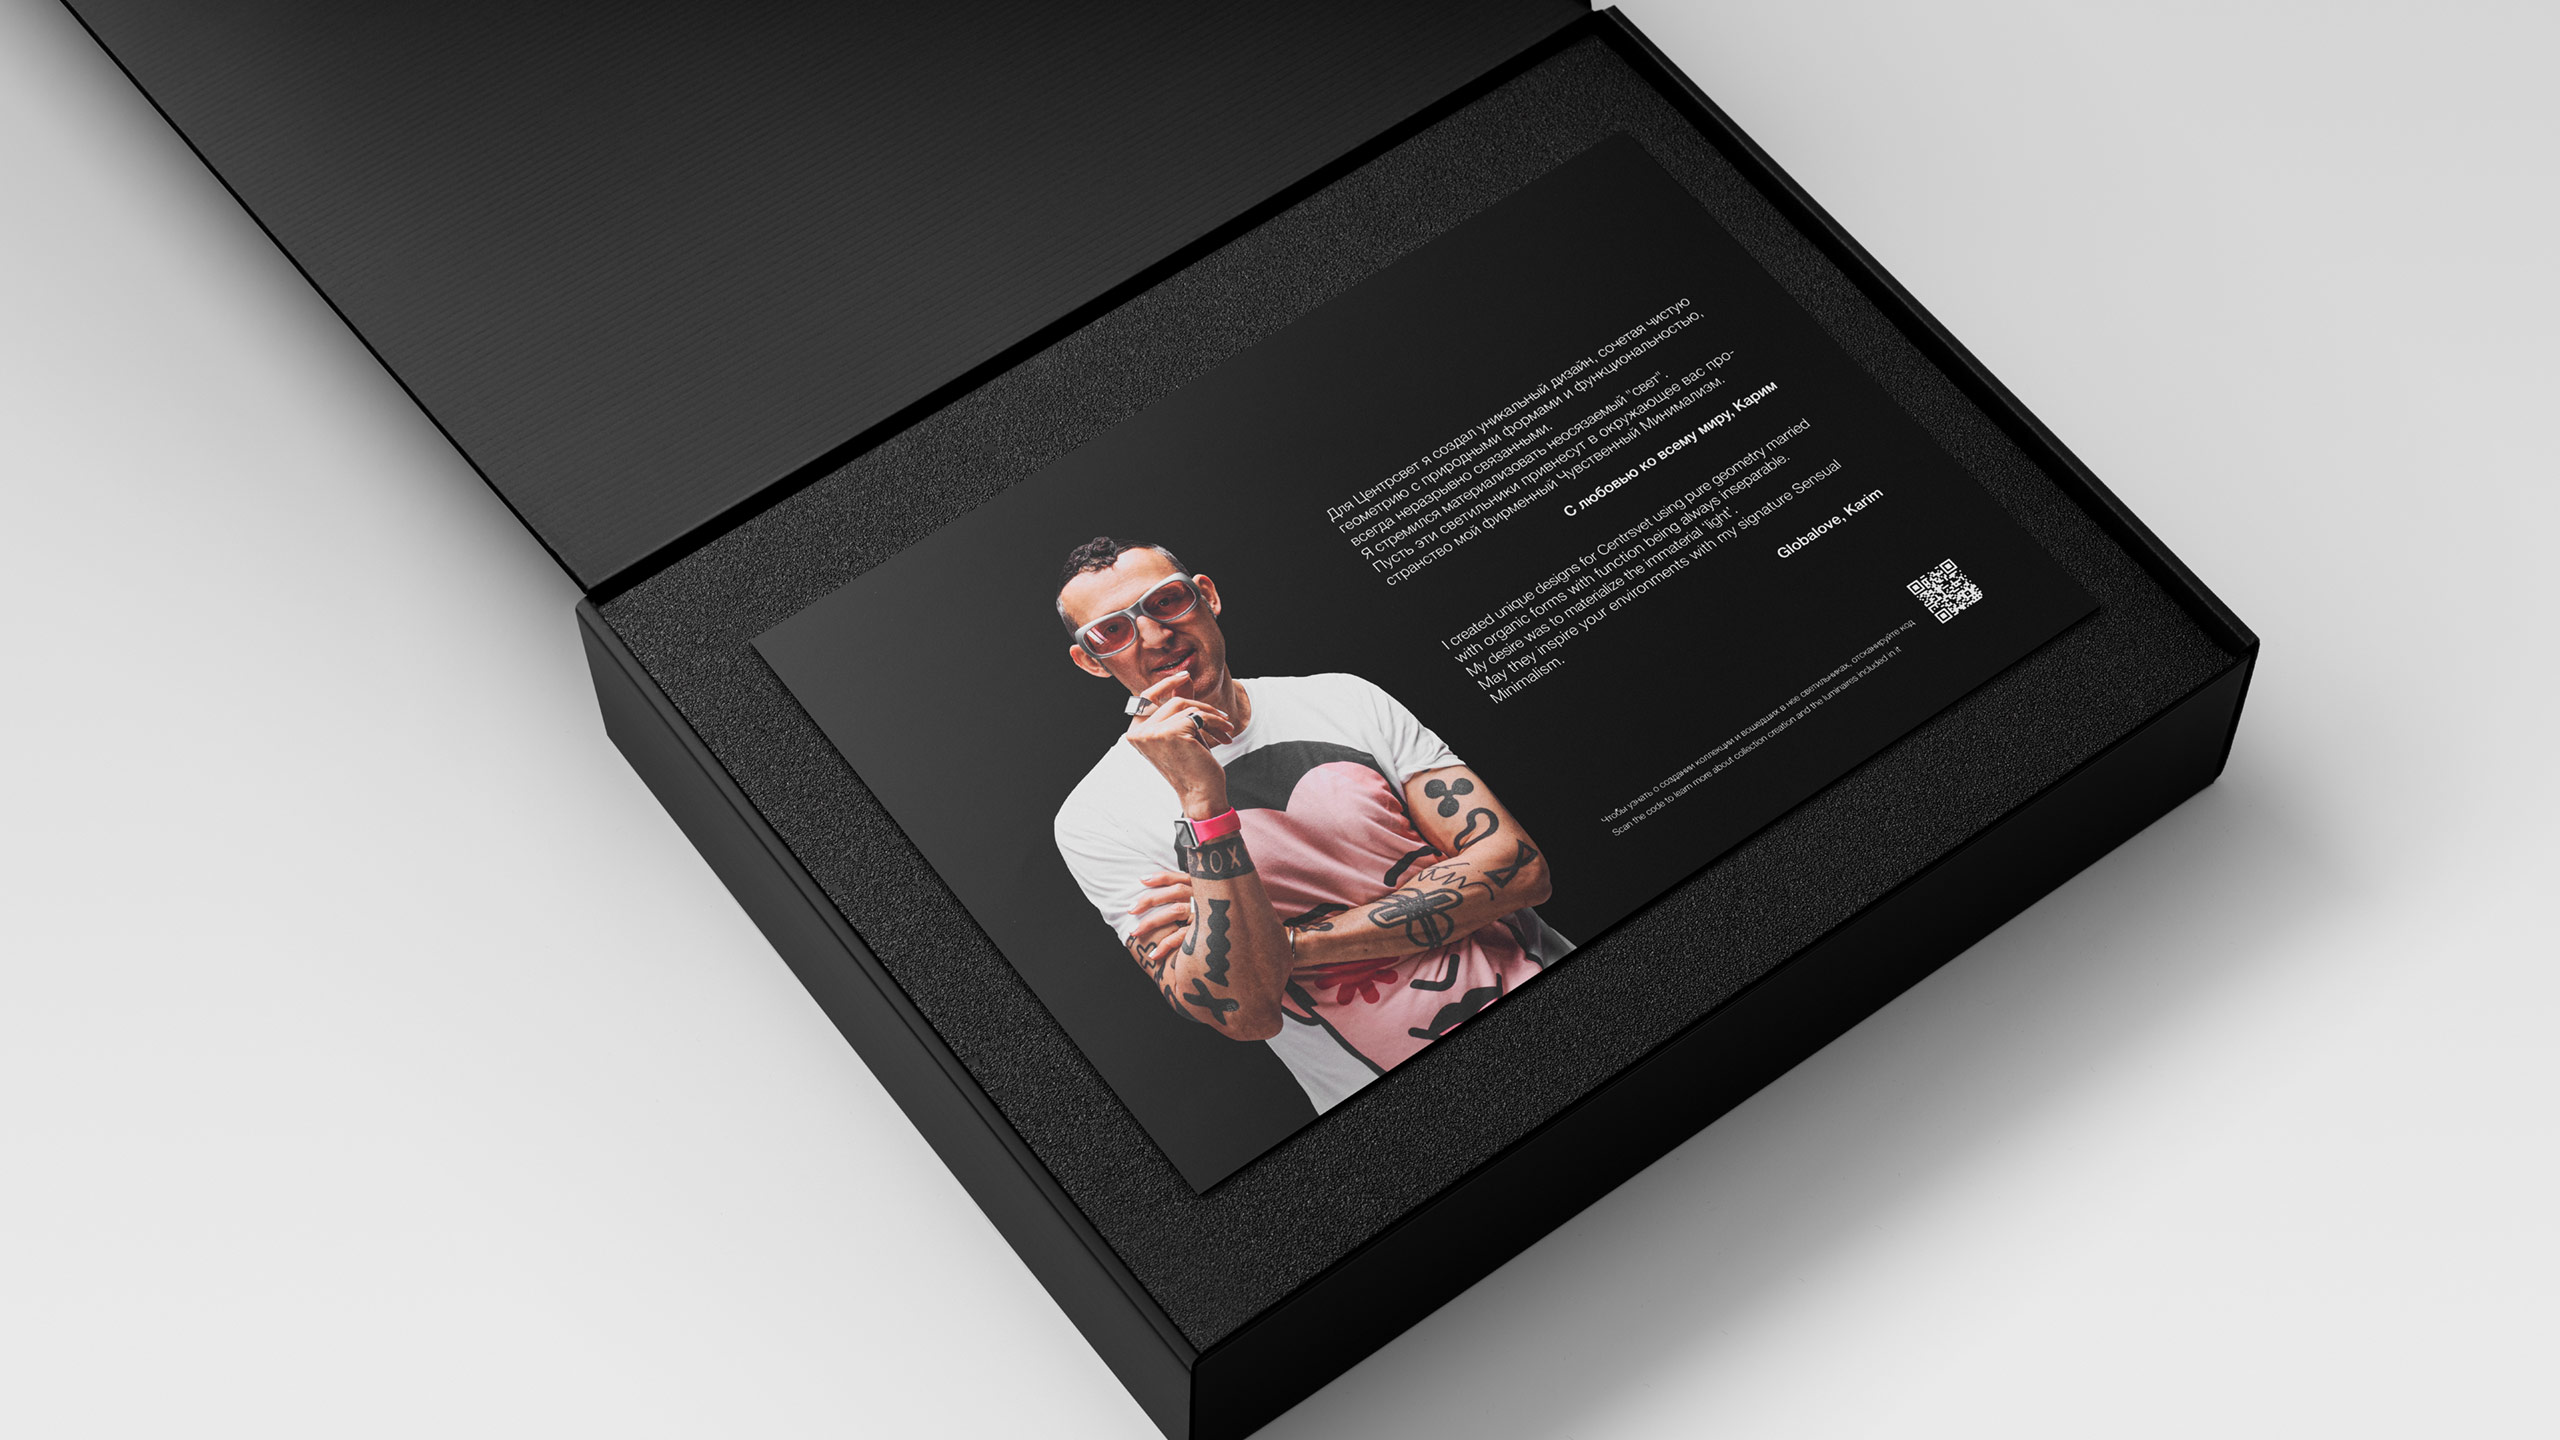 Для Центрсвет я создал уникальный дизайн, сочетая чистую
геометрию с природными формами и функциональностью,
всегда неразрывно связанными.
Я стремился материализовать неосязаемый "свет".
Пусть эти светильники привнесут в окружающее вас про-
странство мой фирменный Чувственный Минимализм.
С любовью ко всему миру, Карим
I created unique designs for Centrsvet using pure geometry married
with organic forms with function being always inseparable.
My desire was to materialize the immaterial 'light'.
May they inspire your environments with my signature Sensual
Minimalism.
Globalove, Karim
Чтобы узнать о создании коллекции и вошедших в нее светильниках, отсканируйте код
Scan the code to learn more about collection creation and the luminaires included in it
XOX